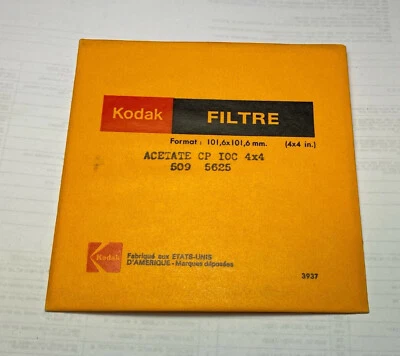 Kodak FILTRE
Format : 101,6x101,6 mm. (4x4 in.)
ACETATE CP IOC 4x4
509 5625
Kodak
Fabriqué aux ETATS-UNIS
D'AMERIQUE-Marques déposées
3937